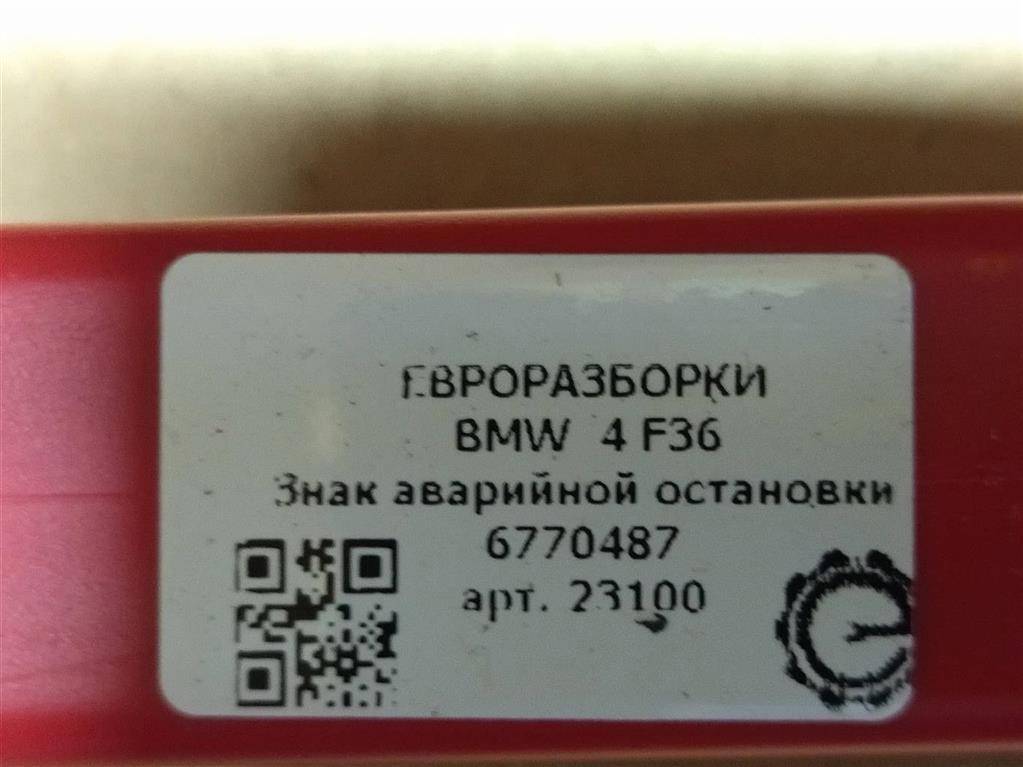 ЕВРОРАЗБОРКИ
BMW 4 F36
Знак аварийной остановки
6770487
арт. 23100